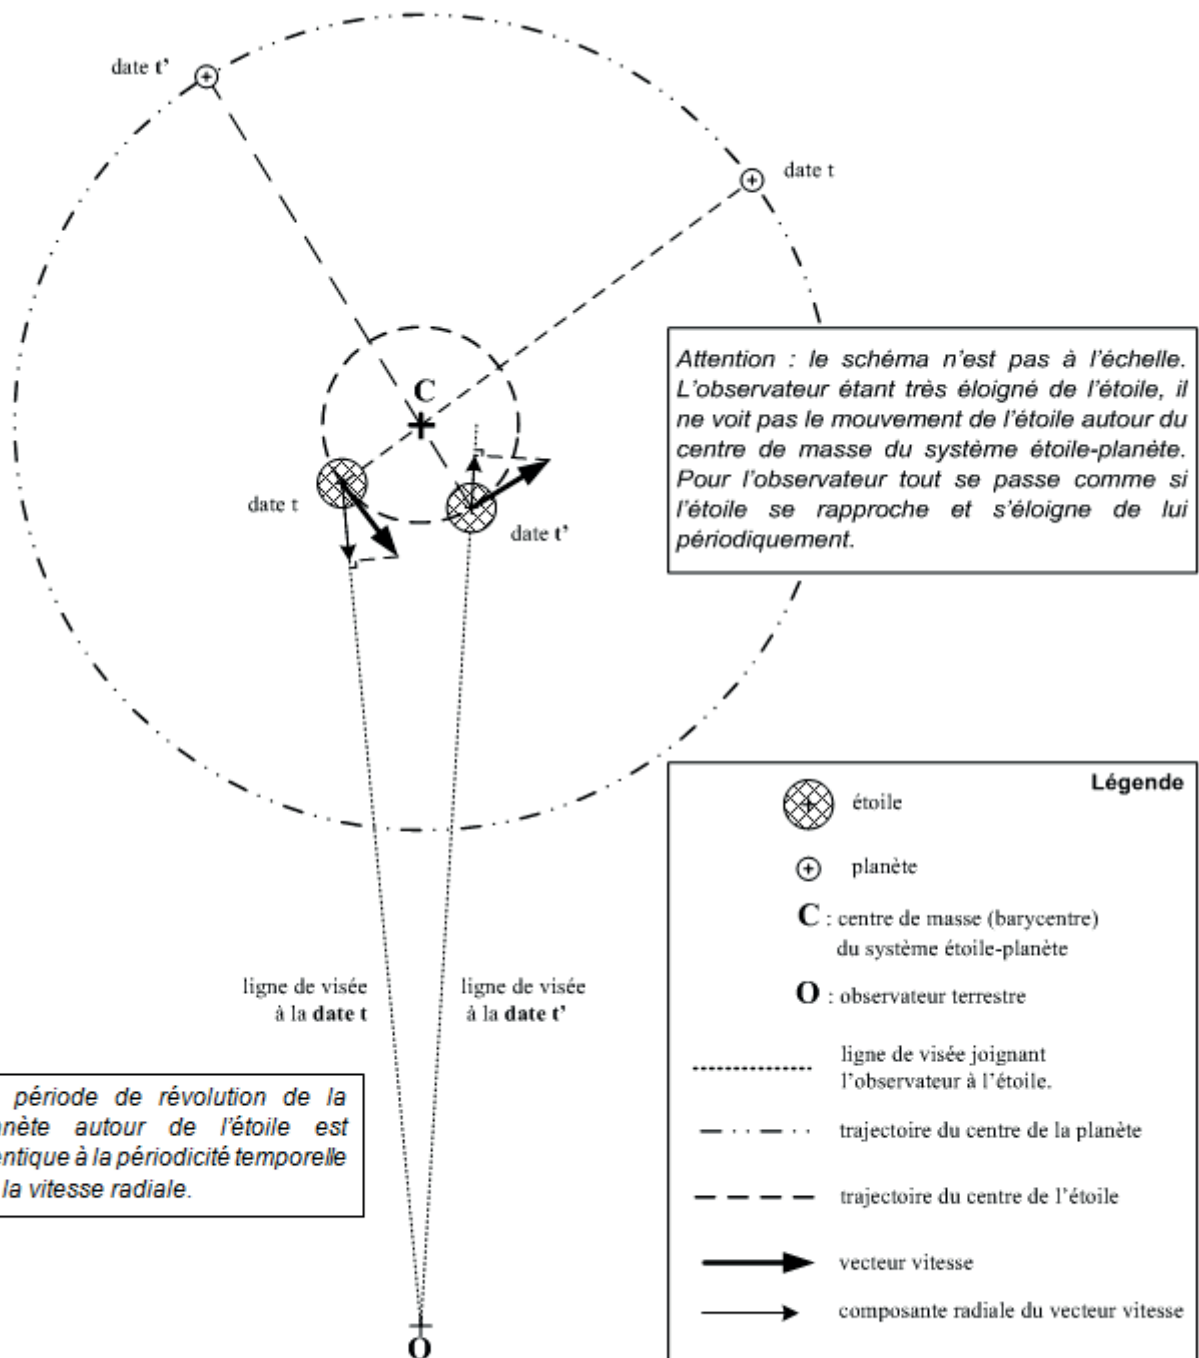 date t'
date t
C
Attention : le schéma n'est pas à l'échelle.
L'observateur étant très éloigné de l'étoile, il
ne voit pas le mouvement de l'étoile autour du
centre de masse du système étoile-planète.
Pour l'observateur tout se passe comme si
l'étoile se rapproche et s'éloigne de lui
périodiquement.
date t
date t'
Légende
étoile
planète
C : centre de masse (barycentre)
du système étoile-planète
O : observateur terrestre
ligne de visée
à la date t
ligne de visée
à la date t'
ligne de visée joignant
l'observateur à l'étoile.
trajectoire du centre de la planète
trajectoire du centre de l'étoile
vecteur vitesse
composante radiale du vecteur vitesse
période de révolution de la
autour de l'étoile est
à la périodicité temporelle
la vitesse radiale.
O